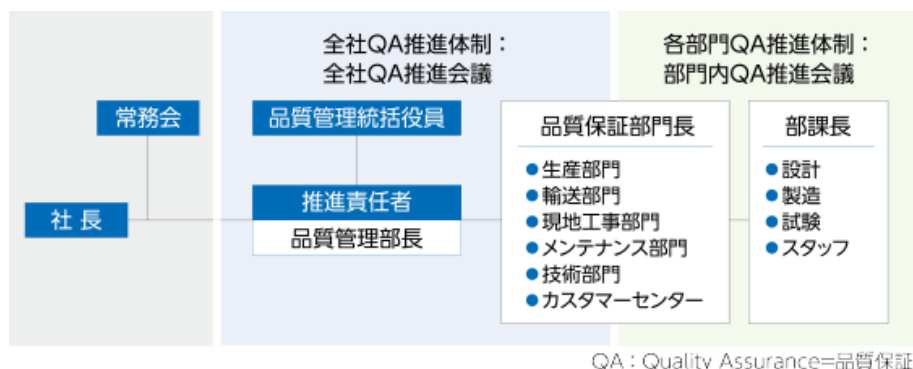 全社QA推進体制：
全社QA推進会議
各部門QA推進体制：
部門内QA推進会議
常務会
社長
品質管理統括役員
推進責任者
品質管理部長
品質保証部門長
●生産部門
●輸送部門
●現地工事部門
●メンテナンス部門
●技術部門
●カスタマーセンター
部課長
●設計
●製造
●試験
●スタッフ
QA：Quality Assurance=品質保証